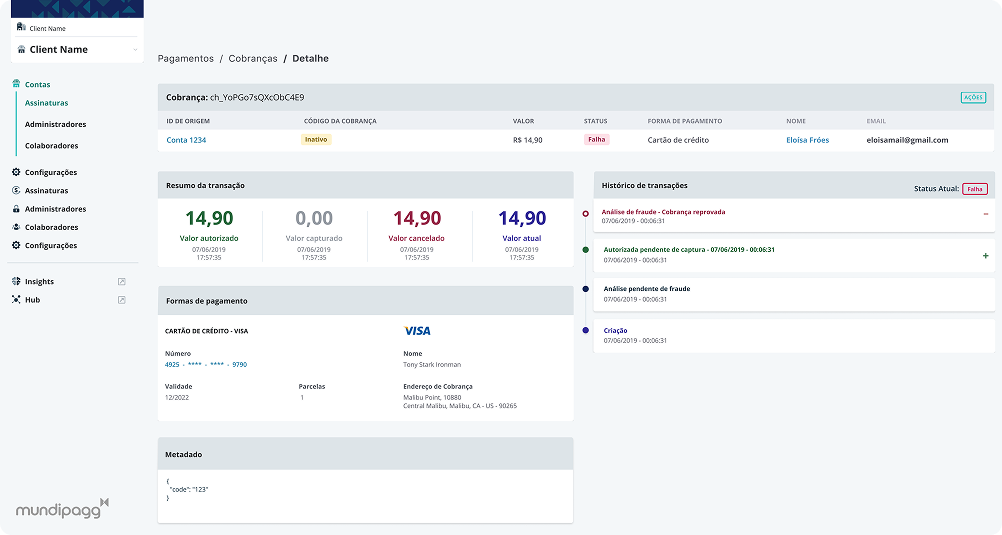 Client Name
Client Name
Contas
Assinaturas
Administradores
Colaboradores
Configurações
Assinaturas
Administradores
Colaboradores
Configurações
Insights
Hub
mundipagg
Pagamentos / Cobranças / Detalhe
Cobrança: ch_YoPGo7sQXcObC4E9
AÇÕES
ID DE ORIGEM CÓDIGO DA COBRANÇA VALOR STATUS FORMA DE PAGAMENTO NOME EMAIL
Conta 1234 Inativo R$ 14,90 Falha Cartão de crédito Eloísa Fróes eloisamail@gmail.com
Resumo da transação
14,90 0,00 14,90 14,90
Valor autorizado Valor capturado Valor cancelado Valor atual
07/06/2019 07/06/2019 07/06/2019 07/06/2019
17:57:35 17:57:35 17:57:35 17:57:35
Formas de pagamento
CARTÃO DE CRÉDITO - VISA
VISA
Número Nome
4925 - **** - **** - 9790 Tony Stark Ironman
Validade Parcelas Endereço de Cobrança
12/2022 1 Malibu Point, 10880
Central Malibu, Malibu, CA - US - 90265
Metadado
{
"code": "123"
}
Histórico de transações
Status Atual: Falha
Análise de fraude - Cobrança reprovada
07/06/2019 - 00:06:31
Autorizada pendente de captura - 07/06/2019 - 00:06:31
07/06/2019 - 00:06:31
Análise pendente de fraude
07/06/2019 - 00:06:31
Criação
07/06/2019 - 00:06:31